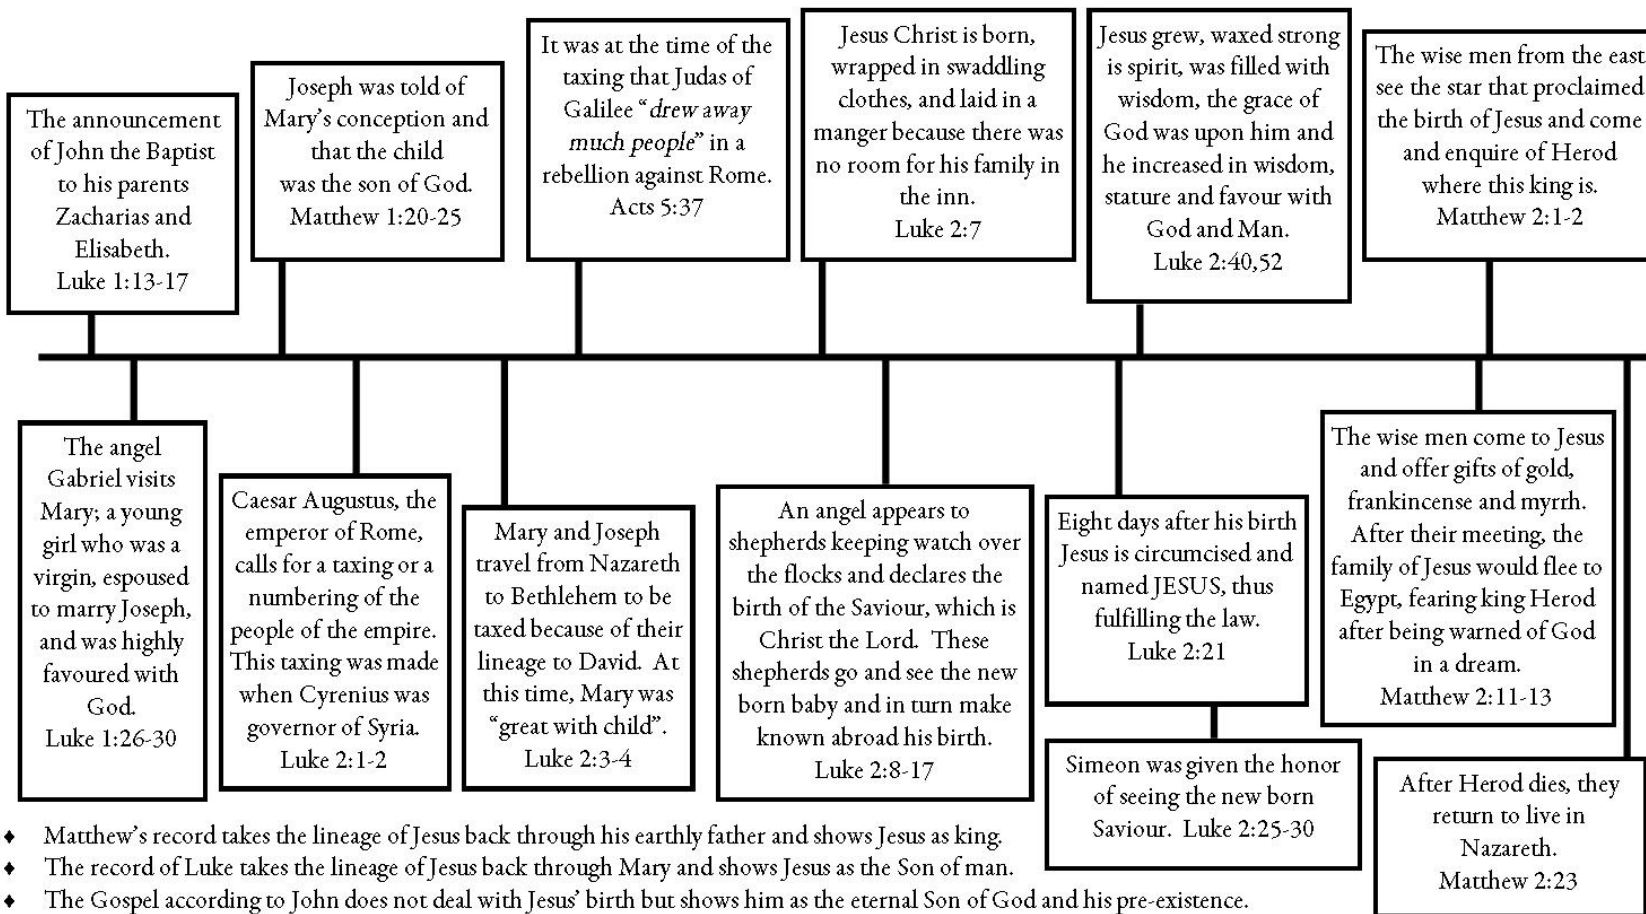 The announcement
of John the Baptist
to his parents
Zacharias and
Elisabeth.
Luke 1:13-17
Joseph was told of
Mary's conception and
that the child
was the son of God.
Matthew 1:20-25
It was at the time of the
taxing that Judas of
Galilee “drew away
much people” in a
rebellion against Rome.
Acts 5:37
Jesus Christ is born,
wrapped in swaddling
clothes, and laid in a
manger because there was
no room for his family in
the inn.
Luke 2:7
Jesus grew, waxed strong
is spirit, was filled with
wisdom, the grace of
God was upon him and
he increased in wisdom,
stature and favour with
God and Man.
Luke 2:40,52
The wise men from the east
see the star that proclaimed
the birth of Jesus and come
and enquire of Herod
where this king is.
Matthew 2:1-2
The angel
Gabriel visits
Mary; a young
girl who was a
virgin, espoused
to marry Joseph,
and was highly
favoured with
God.
Luke 1:26-30
Caesar Augustus, the
emperor of Rome,
calls for a taxing or a
numbering of the
people of the empire.
This taxing was made
when Cyrenius was
governor of Syria.
Luke 2:1-2
Mary and Joseph
travel from Nazareth
to Bethlehem to be
taxed because of their
lineage to David.  At
this time, Mary was
“great with child”.
Luke 2:3-4
An angel appears to
shepherds keeping watch over
the flocks and declares the
birth of the Saviour, which is
Christ the Lord.  These
shepherds go and see the new
born baby and in turn make
known abroad his birth.
Luke 2:8-17
Eight days after his birth
Jesus is circumcised and
named JESUS, thus
fulfilling the law.
Luke 2:21
Simeon was given the honor
of seeing the new born
Saviour.  Luke 2:25-30
The wise men come to Jesus
and offer gifts of gold,
frankincense and myrrh.
After their meeting, the
family of Jesus would flee to
Egypt, fearing king Herod
after being warned of God
in a dream.
Matthew 2:11-13
After Herod dies, they
return to live in
Nazareth.
Matthew 2:23
♦ Matthew's record takes the lineage of Jesus back through his earthly father and shows Jesus as king.
♦ The record of Luke takes the lineage of Jesus back through Mary and shows Jesus as the Son of man.
♦ The Gospel according to John does not deal with Jesus' birth but shows him as the eternal Son of God and his pre-existence.